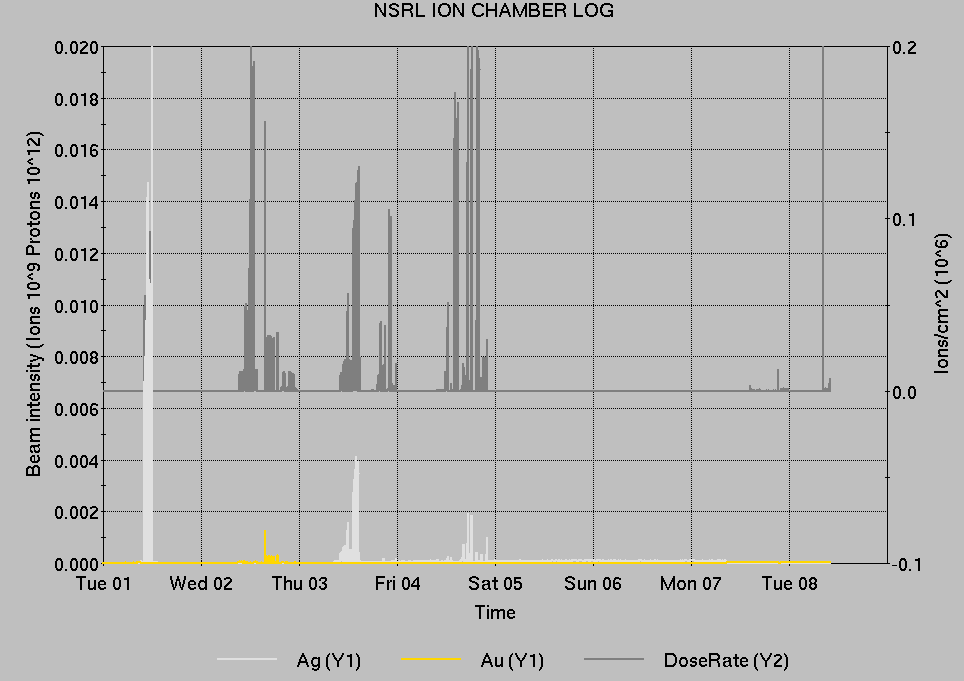 NSRL ION CHAMBER LOG
0.020
0.018
0.016
0.014
0.012
0.010
0.008
0.006
0.004
0.002
0.000
Beam intensity (Ions 10^9 Protons 10^12)
0.2
0.1
0.0
-0.1
Ions/cm^2 (10^6)
Tue 01 Wed 02 Thu 03 Fri 04 Sat 05 Sun 06 Mon 07 Tue 08
Time
Ag (Y1) Au (Y1) DoseRate (Y2)